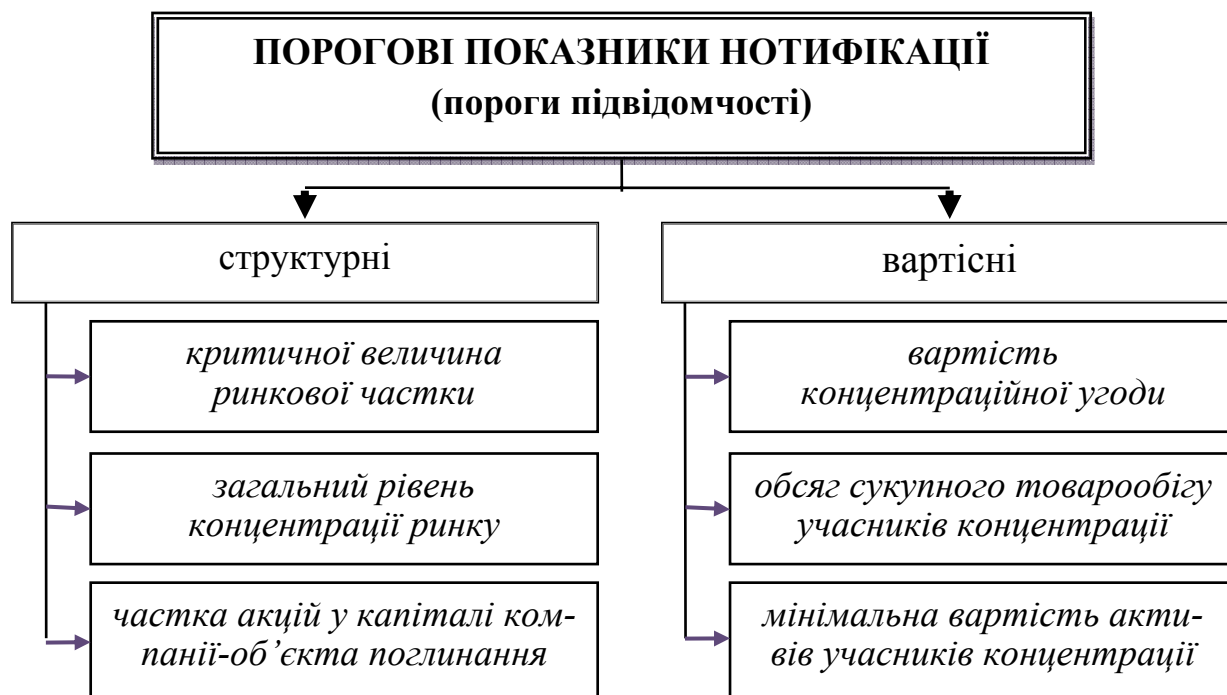 ПОРОГОВІ ПОКАЗНИКИ НОТИФІКАЦІЇ
(пороги підвідомчості)
структурні
критичної величина
ринкової частки
загальний рівень
концентрації ринку
частка акцій у капіталі ком-
панії-об’єкта поглинання
вартісні
вартість
концентраційної угоди
обсяг сукупного товарообігу
учасників концентрації
мінімальна вартість акти-
вів учасників концентрації